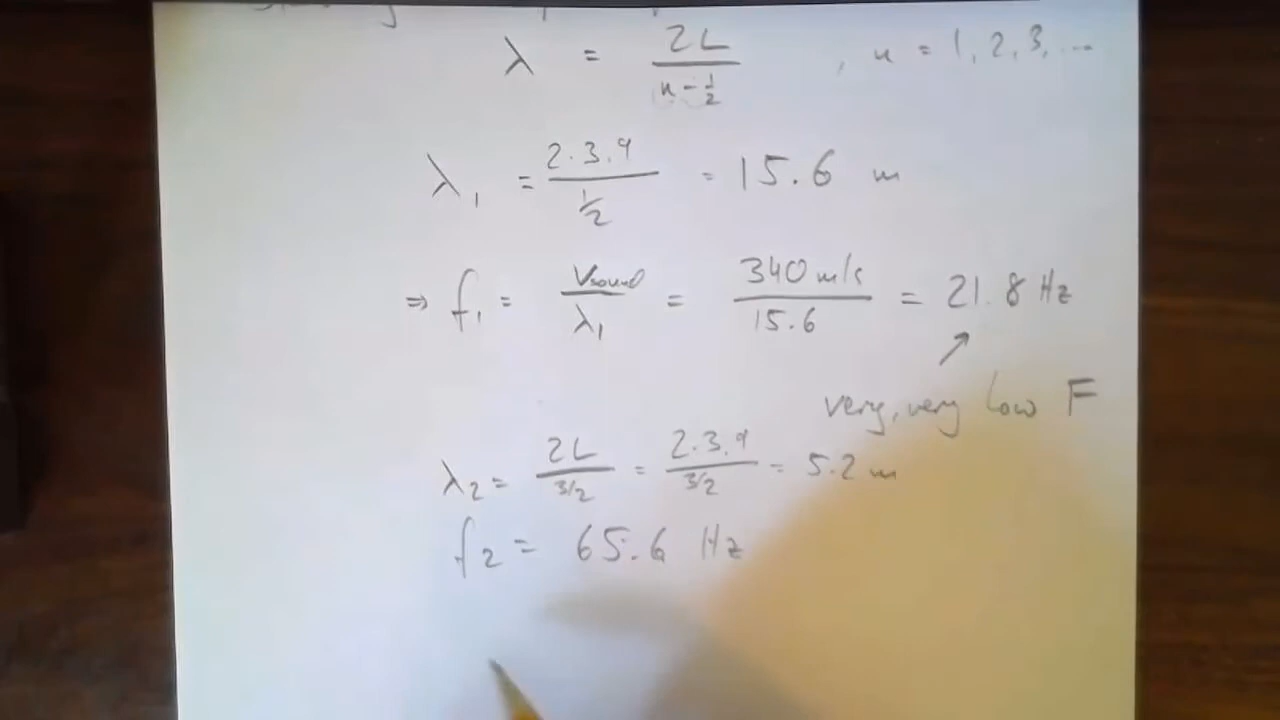 λ = 2L / (n - 1/2) , n = 1, 2, 3, ...
λ₁ = 2·3.9 / (1/2) = 15.6 m
⇒ f₁ = Vsound / λ₁ = 340 m/s / 15.6 = 21.8 Hz
↗
very, very low F
λ₂ = 2L / (3/2) = 2·3.9 / (3/2) = 5.2 m
f₂ = 65.6 Hz